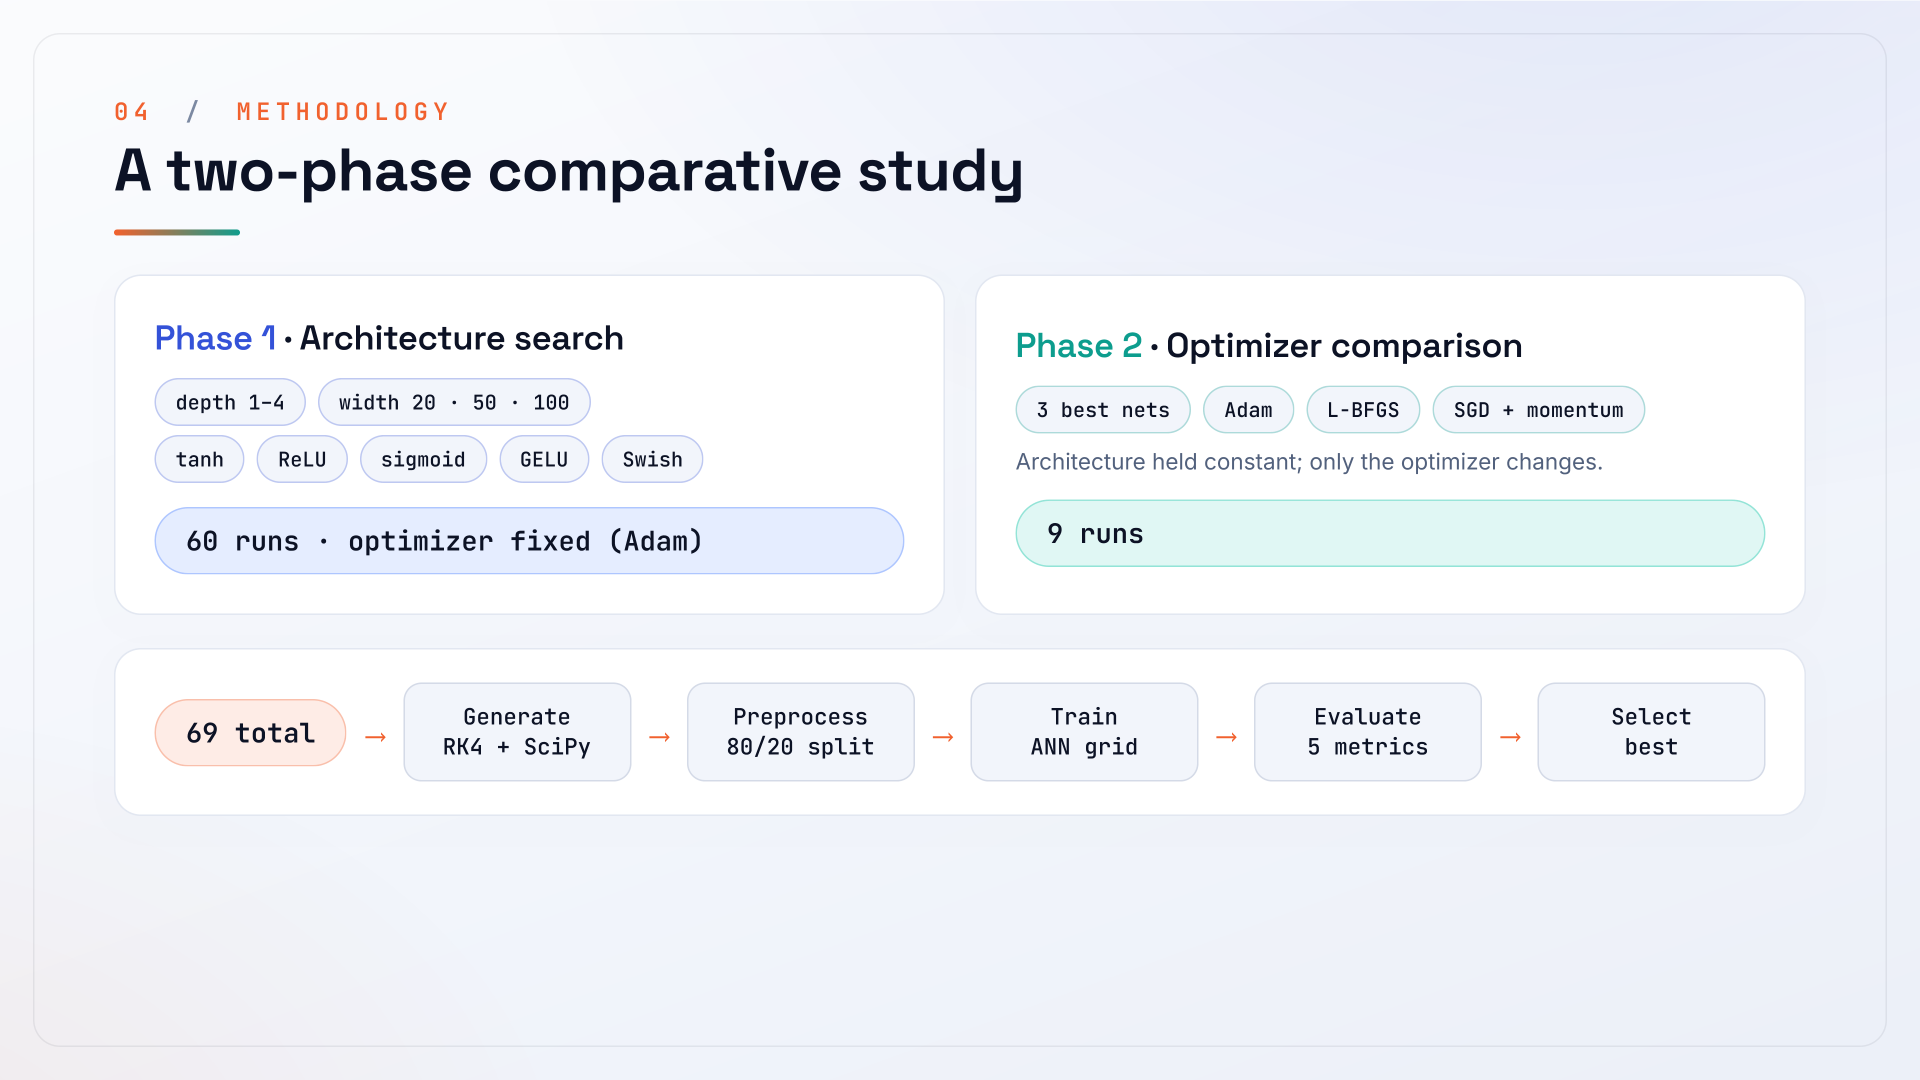 04 / METHODOLOGY
A two-phase comparative study
Phase 1 · Architecture search
depth 1–4
width 20 · 50 · 100
tanh
ReLU
sigmoid
GELU
Swish
60 runs · optimizer fixed (Adam)
Phase 2 · Optimizer comparison
3 best nets
Adam
L-BFGS
SGD + momentum
Architecture held constant; only the optimizer changes.
9 runs
69 total
→
Generate
RK4 + SciPy
→
Preprocess
80/20 split
→
Train
ANN grid
→
Evaluate
5 metrics
→
Select
best